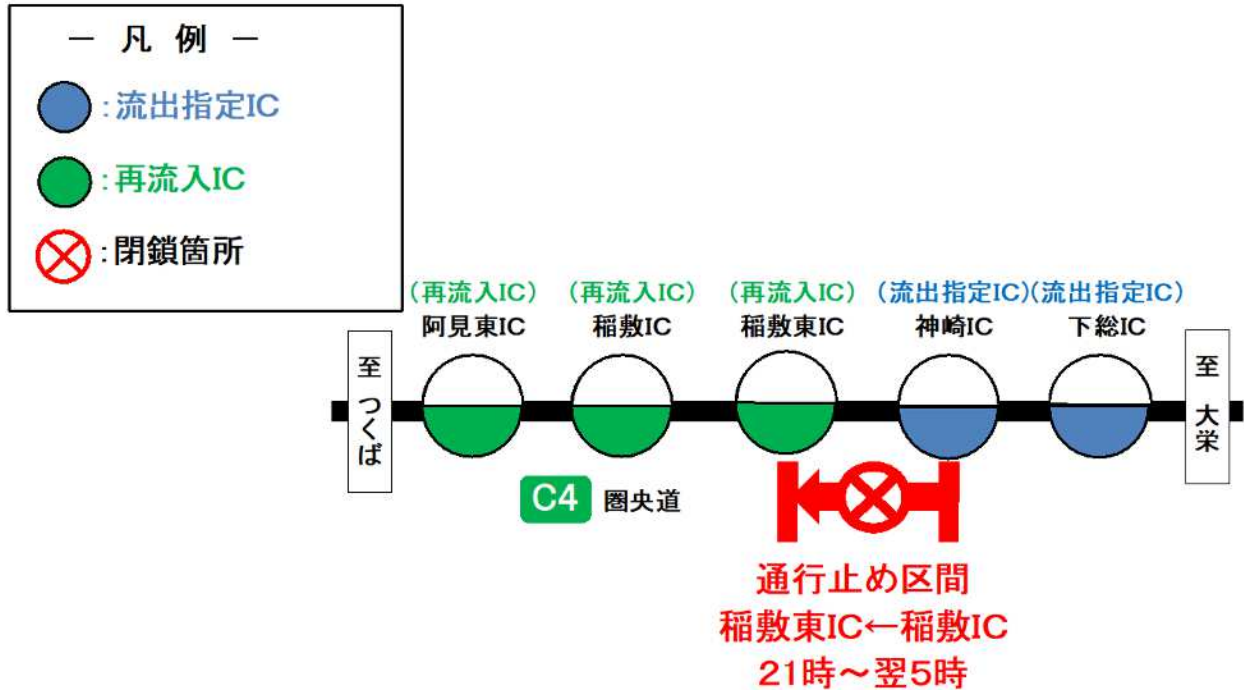 － 凡 例 －
：流出指定IC
：再流入IC
：閉鎖箇所
（再流入IC） （再流入IC） （再流入IC） （流出指定IC）（流出指定IC）
阿見東IC 稲敷IC 稲敷東IC 神崎IC 下総IC
至 つくば
至 大栄
C4 圏央道
通行止め区間
稲敷東IC←稲敷IC
21時～翌5時